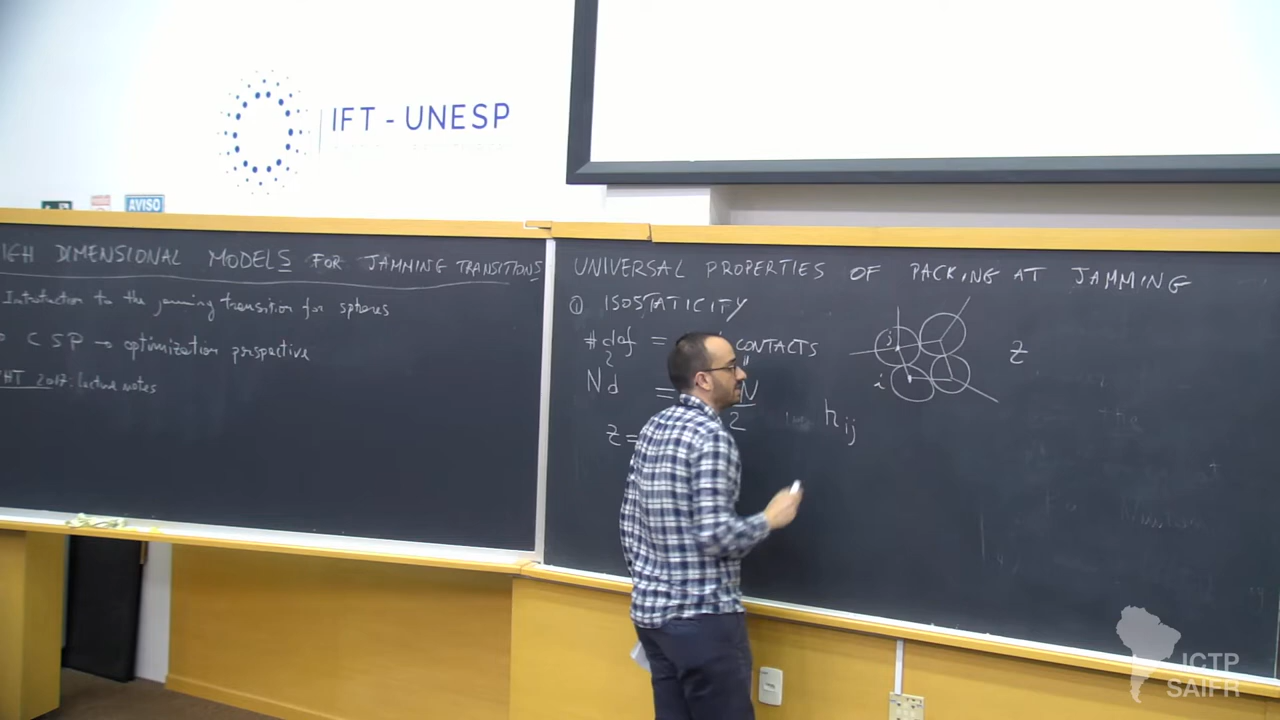 IFT - UNESP
AVISO
IGH DIMENSIONAL MODELS FOR JAMMING TRANSITIONS
Introduction to the jamming transition for spheres
CSP → optimization perspective
2017: lecture notes
UNIVERSAL PROPERTIES OF PACKING AT JAMMING
① ISOSTATICITY
# dof = CONTACTS
Nd = N
2
z =
h ij
j
i
z
ICTP
SAIFR